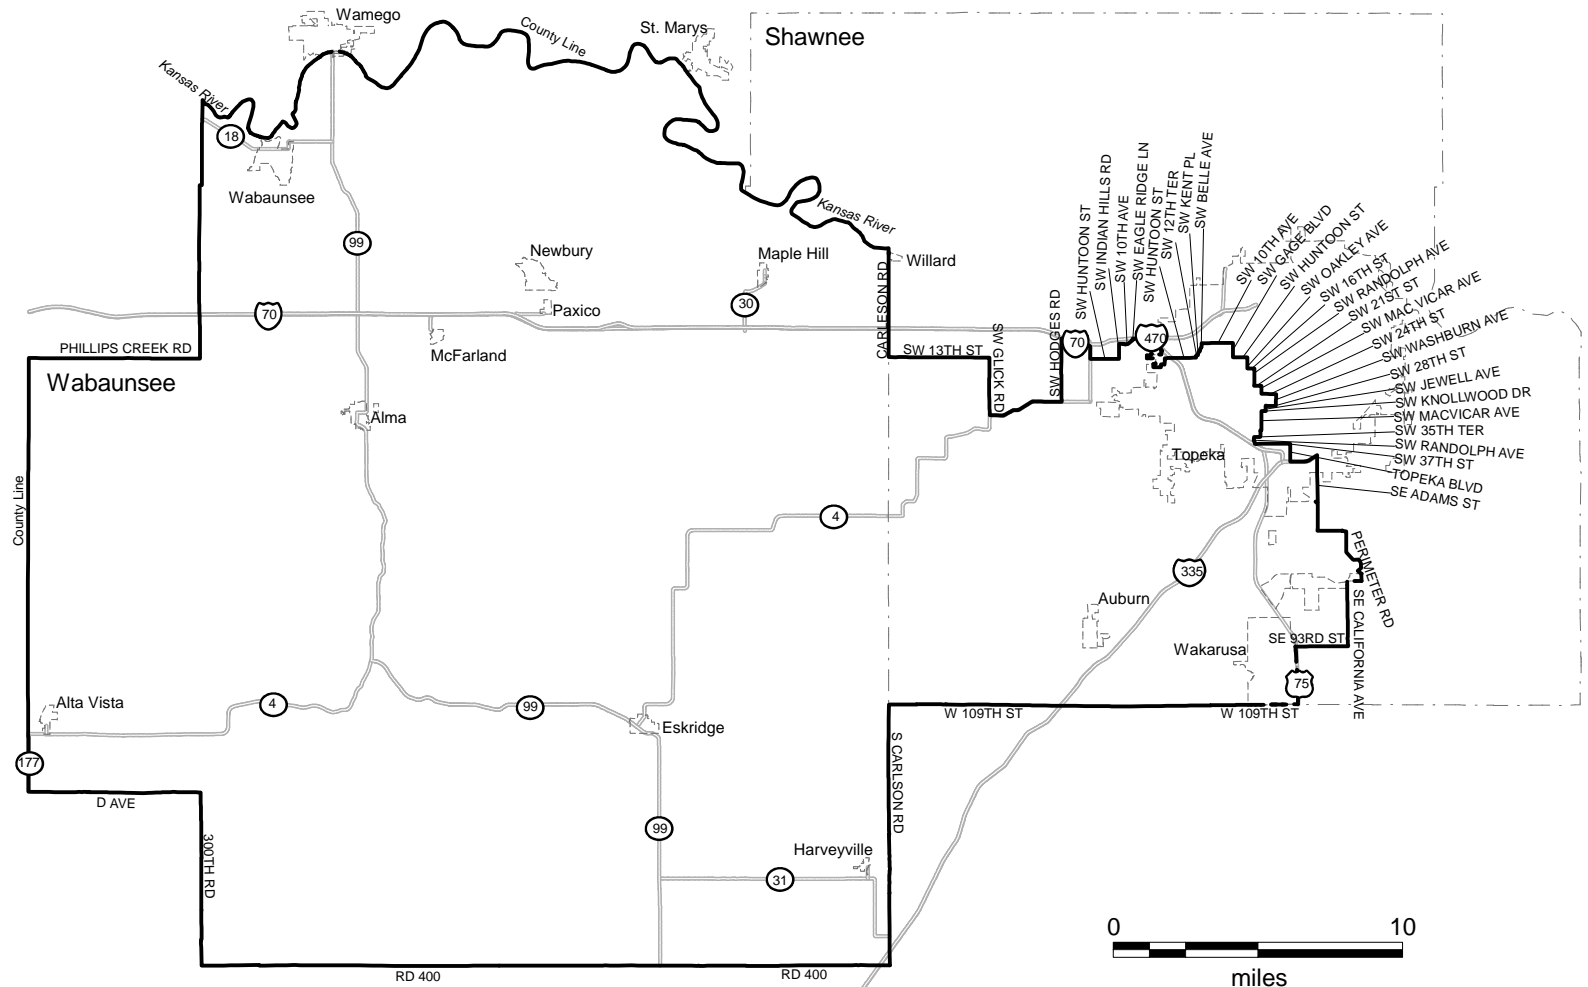 Wamego
County Line
St. Marys
Shawnee
Kansas River
18
Wabaunsee
99
Newbury
Maple Hill
Kansas River
Willard
70
Paxico
30
McFarland
PHILLIPS CREEK RD
Wabaunsee
CARLESON RD
SW 13TH ST
SW GLICK RD
SW HODGES RD
70
SW HUNTOON ST
SW INDIAN HILLS RD
SW 10TH AVE
SW EAGLE RIDGE LN
SW HUNTOON ST
SW 12TH TER
SW KENT PL
SW BELLE AVE
470
SW 10TH AVE
SW GAGE BLVD
SW HUNTOON ST
SW OAKLEY AVE
SW 16TH ST
SW RANDOLPH AVE
SW 21ST ST
SW MAC VICAR AVE
SW 24TH ST
SW WASHBURN AVE
SW 28TH ST
SW JEWELL AVE
SW KNOLLWOOD DR
SW MACVICAR AVE
SW 35TH TER
SW RANDOLPH AVE
SW 37TH ST
TOPEKA BLVD
SE ADAMS ST
Alma
Topeka
County Line
4
335
PERIMETER RD
Auburn
SE CALIFORNIA AVE
SE 93RD ST
Wakarusa
75
Alta Vista
4
99
Eskridge
W 109TH ST
W 109TH ST
177
D AVE
S CARLSON RD
300TH RD
99
Harveyville
31
RD 400
RD 400
0 10
miles